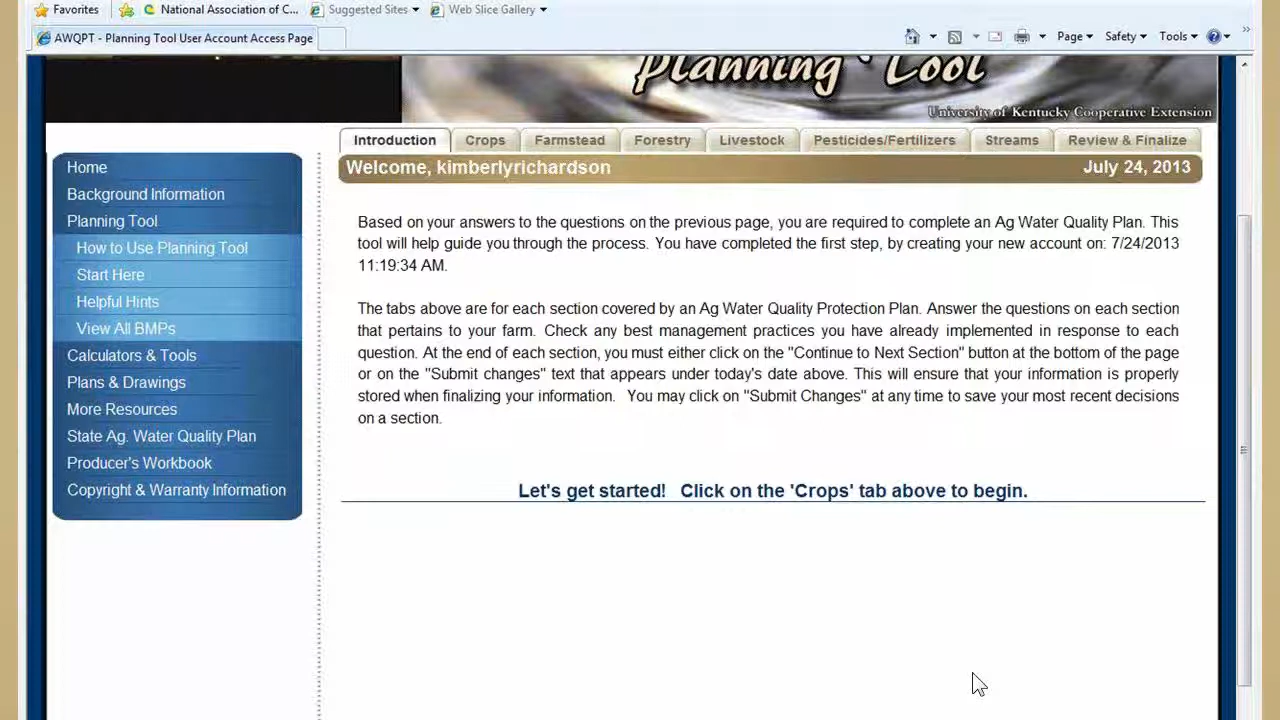 Favorites
National Association of C...
Suggested Sites
Web Slice Gallery
AWQPT - Planning Tool User Account Access Page
Page
Safety
Tools
Planning Tool
University of Kentucky Cooperative Extension
Introduction
Crops
Farmstead
Forestry
Livestock
Pesticides/Fertilizers
Streams
Review & Finalize
Welcome, kimberlyrichardson
July 24, 2013
Home
Background Information
Planning Tool
How to Use Planning Tool
Start Here
Helpful Hints
View All BMPs
Calculators & Tools
Plans & Drawings
More Resources
State Ag. Water Quality Plan
Producer's Workbook
Copyright & Warranty Information
Based on your answers to the questions on the previous page, you are required to complete an Ag Water Quality Plan. This
tool will help guide you through the process. You have completed the first step, by creating your new account on: 7/24/2013
11:19:34 AM.
The tabs above are for each section covered by an Ag Water Quality Protection Plan. Answer the questions on each section
that pertains to your farm. Check any best management practices you have already implemented in response to each
question. At the end of each section, you must either click on the "Continue to Next Section" button at the bottom of the page
or on the "Submit changes" text that appears under today's date above. This will ensure that your information is properly
stored when finalizing your information. You may click on "Submit Changes" at any time to save your most recent decisions
on a section.
Let's get started! Click on the 'Crops' tab above to begin.